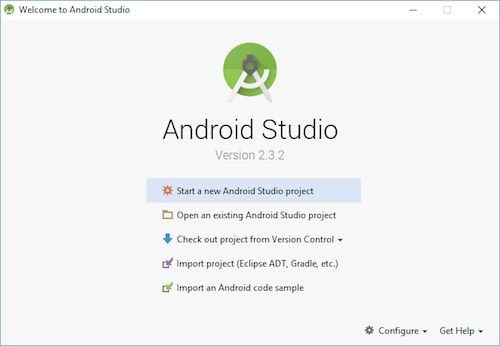 Welcome to Android Studio
Android Studio
Version 2.3.2
Start a new Android Studio project
Open an existing Android Studio project
Check out project from Version Control
Import project (Eclipse ADT, Gradle, etc.)
Import an Android code sample
Configure Get Help